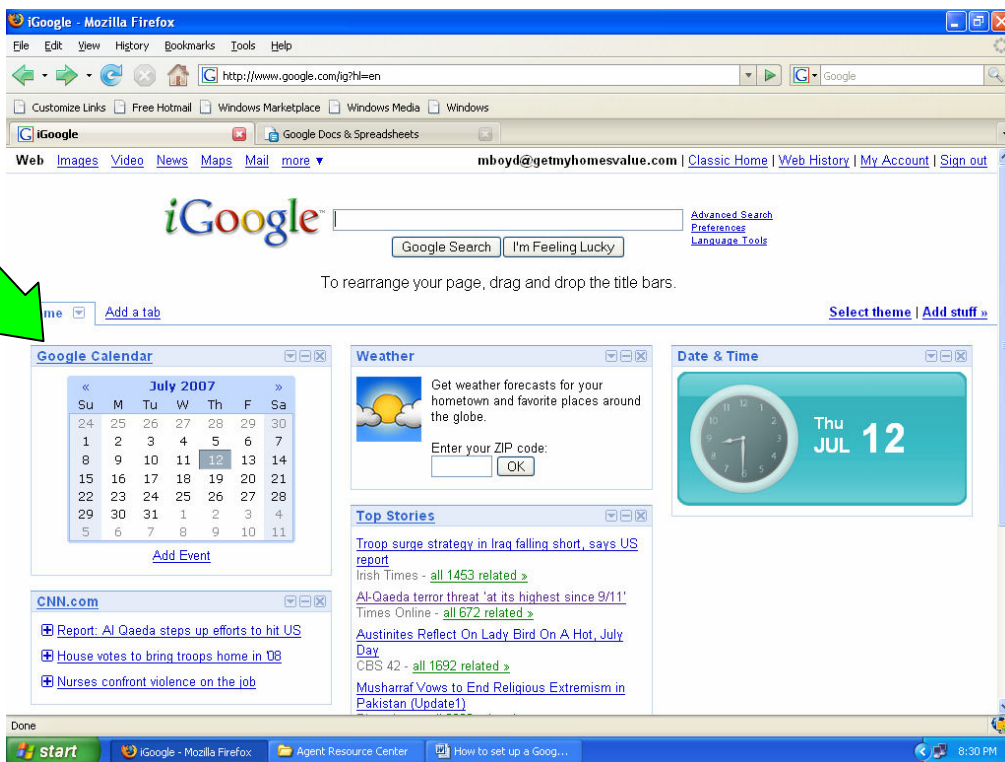 iGoogle - Mozilla Firefox
File Edit View History Bookmarks Tools Help
G http://www.google.com/ig?hl=en G Google
Customize Links Free Hotmail Windows Marketplace Windows Media Windows
G iGoogle Google Docs & Spreadsheets
Web Images Video News Maps Mail more ▼ mboyd@getmyhomesvalue.com | Classic Home | Web History | My Account | Sign out
iGoogle™
Advanced Search
Preferences
Language Tools
Google Search I'm Feeling Lucky
To rearrange your page, drag and drop the title bars.
me Add a tab Select theme | Add stuff »
Google Calendar
« July 2007 »
Su M Tu W Th F Sa
24 25 26 27 28 29 30
1 2 3 4 5 6 7
8 9 10 11 12 13 14
15 16 17 18 19 20 21
22 23 24 25 26 27 28
29 30 31 1 2 3 4
5 6 7 8 9 10 11
Add Event
CNN.com
Report: Al Qaeda steps up efforts to hit US
House votes to bring troops home in '08
Nurses confront violence on the job
Weather
Get weather forecasts for your
hometown and favorite places around
the globe.
Enter your ZIP code:
OK
Top Stories
Troop surge strategy in Iraq falling short, says US
report
Irish Times - all 1453 related »
Al-Qaeda terror threat 'at its highest since 9/11'
Times Online - all 672 related »
Austinites Reflect On Lady Bird On A Hot, July
Day
CBS 42 - all 1692 related »
Musharraf Vows to End Religious Extremism in
Pakistan (Update1)
Date & Time
12 1 2 3 4 5 6 7 8 9 10 11
Thu
JUL 12
Done
start iGoogle - Mozilla Firefox Agent Resource Center How to set up a Goog... 8:30 PM